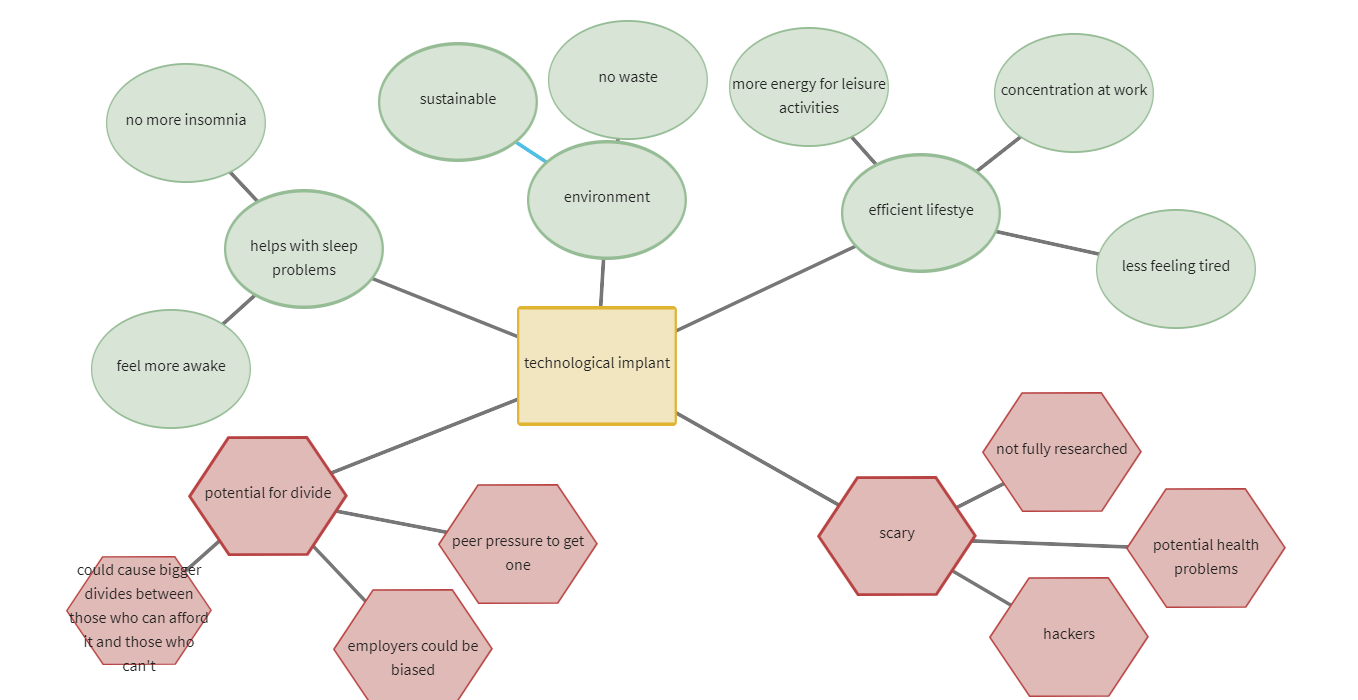 no waste
more energy for leisure
activities
concentration at work
sustainable
no more insomnia
environment
efficient lifestye
helps with sleep
problems
less feeling tired
feel more awake
technological implant
not fully researched
potential for divide
scary
peer pressure to get
one
potential health
problems
could cause bigger
divides between
those who can afford
it and those who
can't
employers could be
biased
hackers